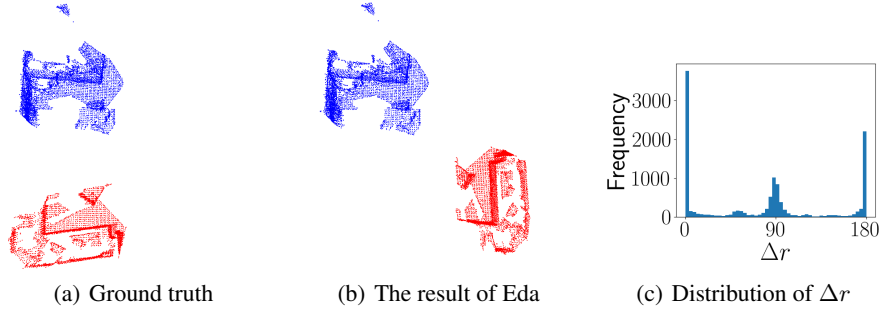 Frequency
3000
2000
1000
0
0 90 180
Δr
(a) Ground truth (b) The result of Eda (c) Distribution of Δr